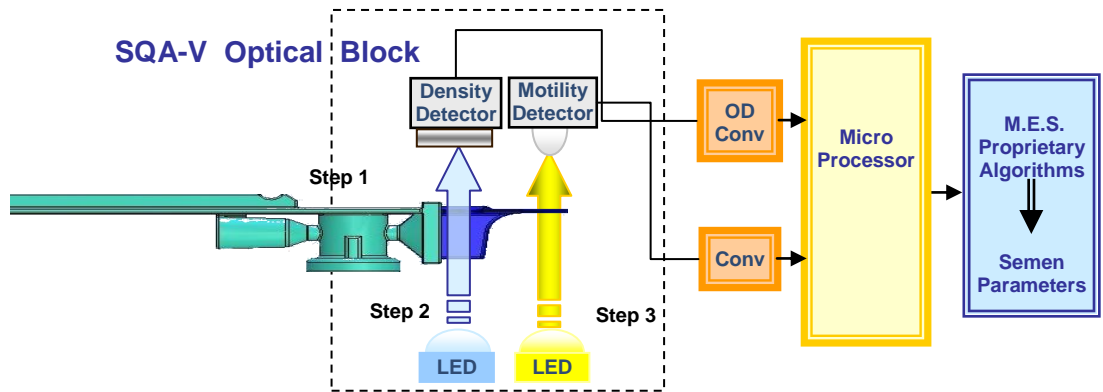 SQA-V Optical Block
Density
Detector
Motility
Detector
OD
Conv
Micro
Processor
M.E.S.
Proprietary
Algorithms
Semen
Parameters
Step 1
Conv
Step 2
Step 3
LED
LED